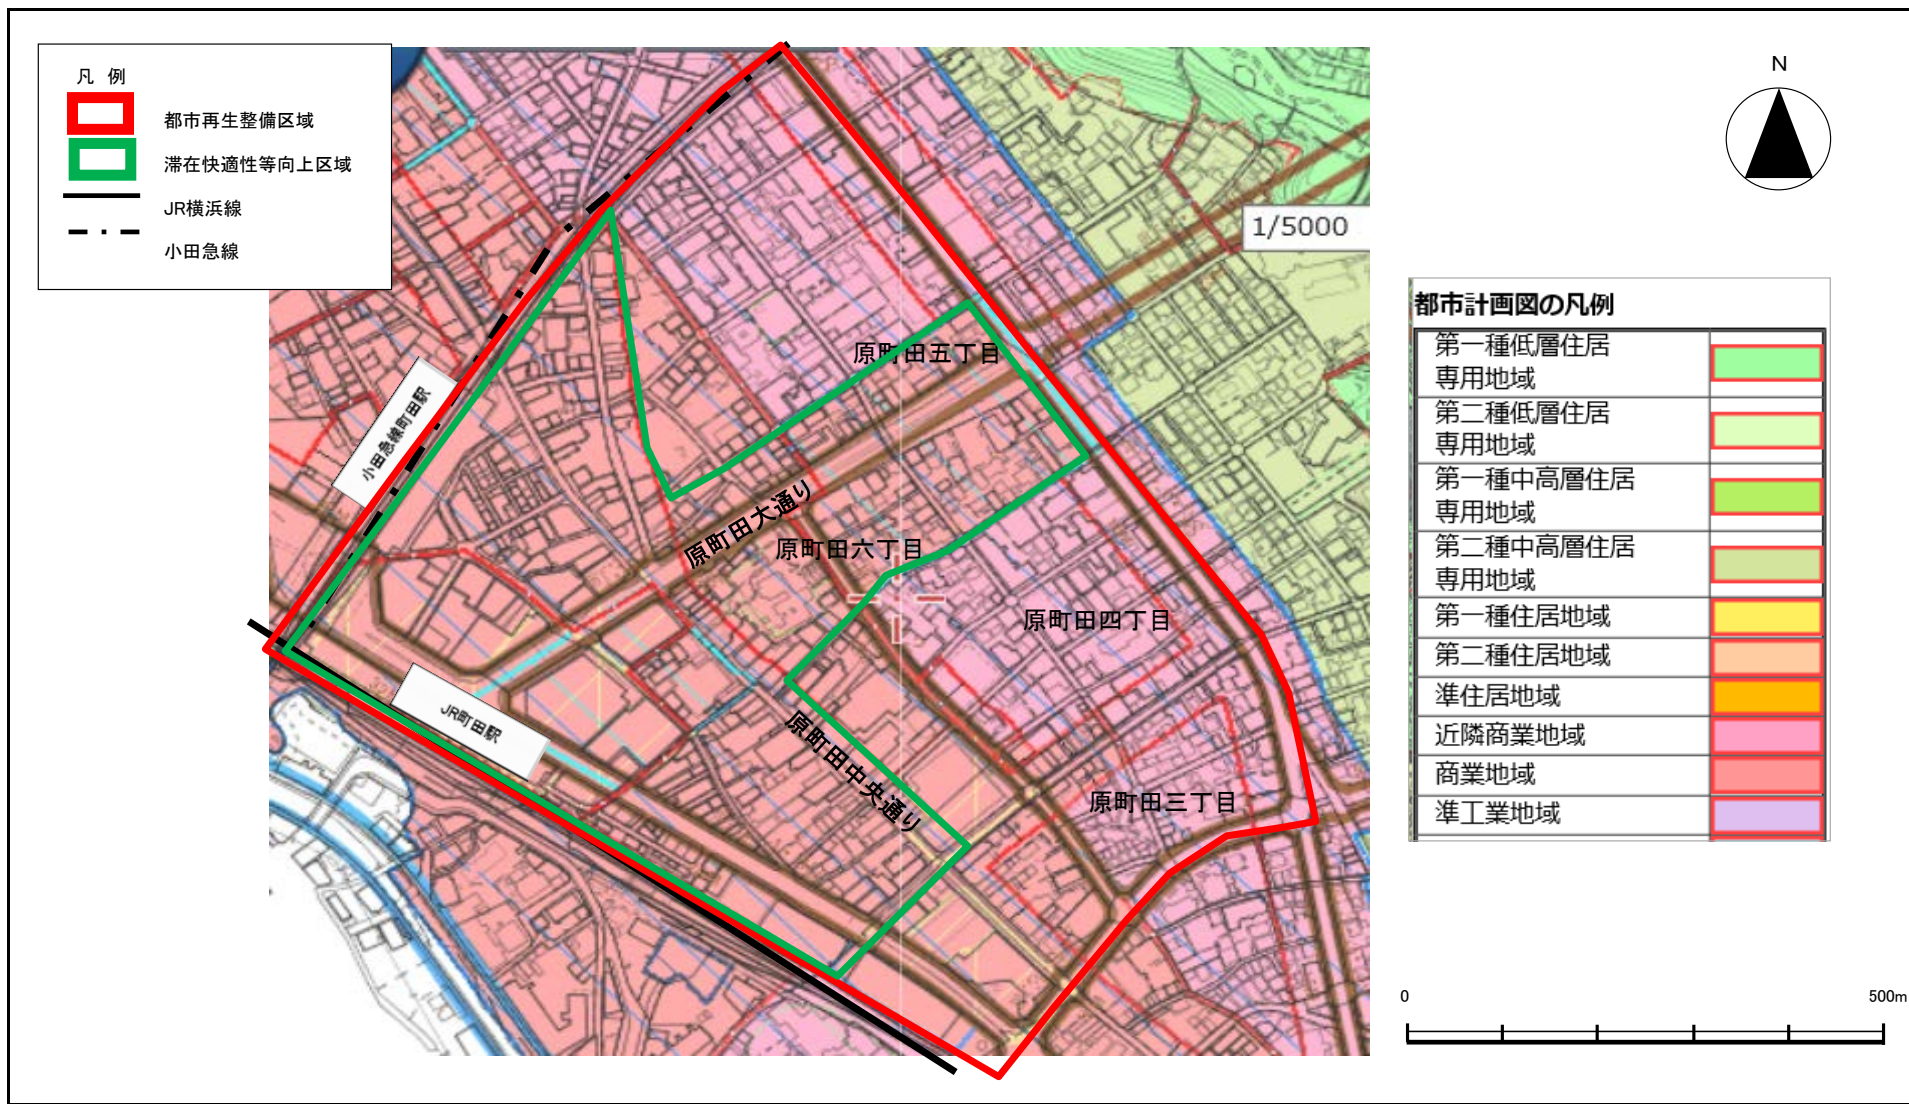 凡 例
都市再生整備区域
滞在快適性等向上区域
JR横浜線
小田急線
N
1/5000
都市計画図の凡例
第一種低層住居
専用地域
第二種低層住居
専用地域
第一種中高層住居
専用地域
第二種中高層住居
専用地域
第一種住居地域
第二種住居地域
準住居地域
近隣商業地域
商業地域
準工業地域
原町田五丁目
小田急線町田駅
原町田大通り
原町田六丁目
原町田四丁目
JR町田駅
原町田中央通り
原町田三丁目
0
500m